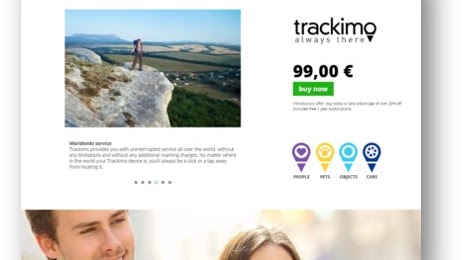 trackimo
always there
99,00 €
buy now
Introductory offer, buy today to take advantage of over 20% off
(includes free 1 year subscription)
Worldwide service
Trackimo provides you with uninterrupted service all over the world, without
any limitations and without any additional roaming charges. No matter where
in the world your Trackimo device is, you'll always be a click or a tap away
from locating it.
PEOPLE PETS OBJECTS CARS